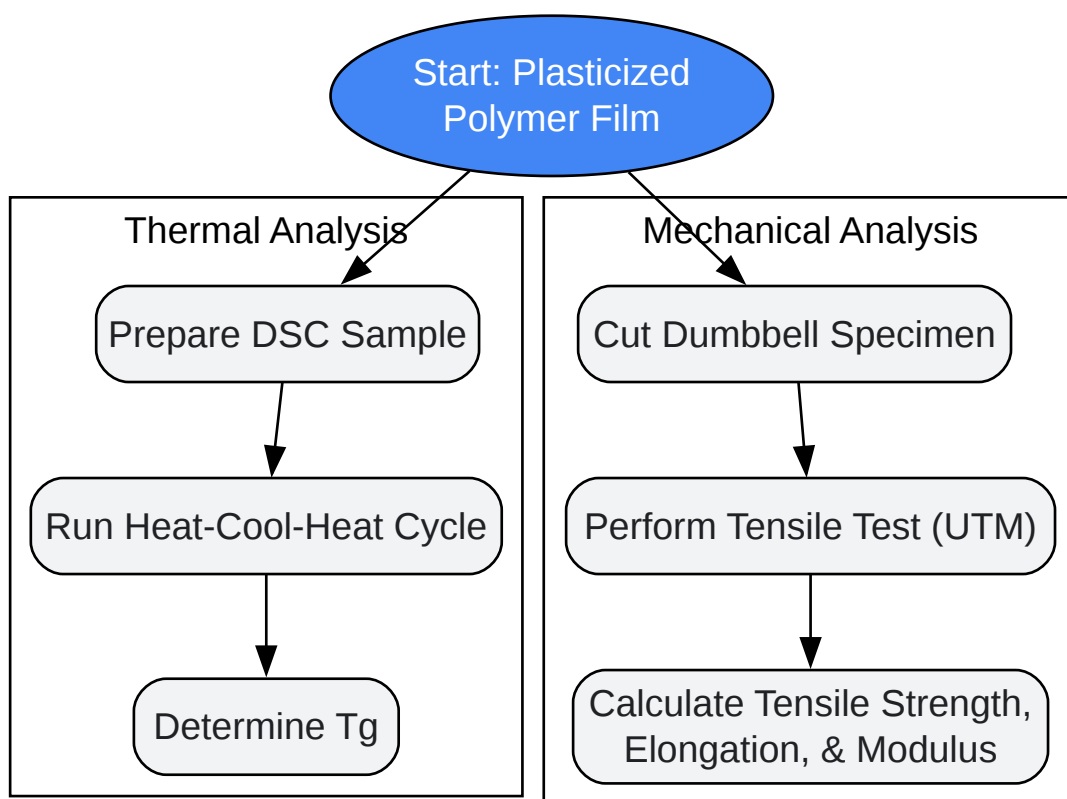 Start: Plasticized
Polymer Film
Thermal Analysis
Prepare DSC Sample
Run Heat-Cool-Heat Cycle
Determine Tg
Mechanical Analysis
Cut Dumbbell Specimen
Perform Tensile Test (UTM)
Calculate Tensile Strength,
Elongation, & Modulus